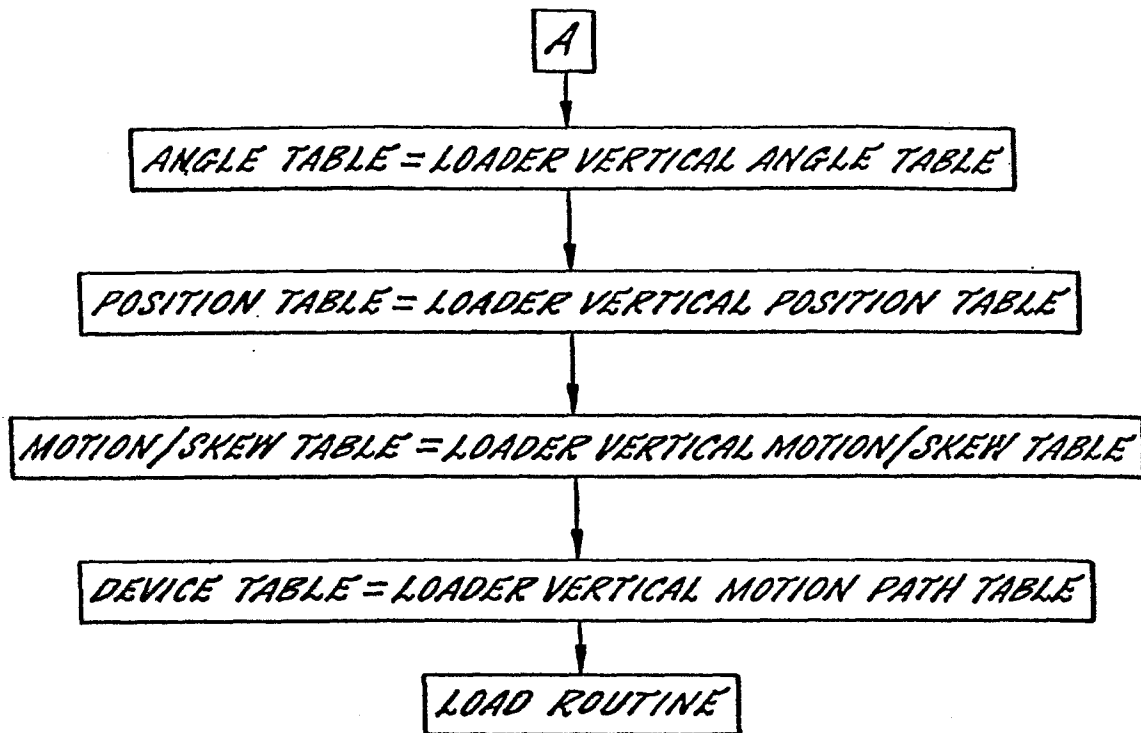 A
ANGLE TABLE = LOADER VERTICAL ANGLE TABLE
POSITION TABLE = LOADER VERTICAL POSITION TABLE
MOTION/SKEW TABLE = LOADER VERTICAL MOTION/SKEW TABLE
DEVICE TABLE = LOADER VERTICAL MOTION PATH TABLE
LOAD ROUTINE